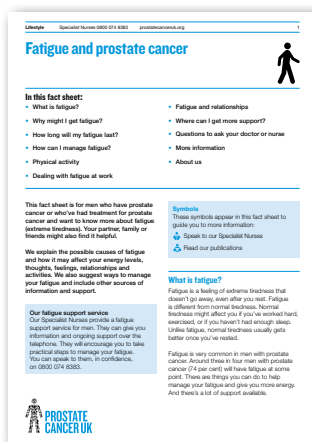 Lifestyle Specialist Nurses 0800 074 8383 prostatecanceruk.org 1
Fatigue and prostate cancer
In this fact sheet:
• What is fatigue?
• Why might I get fatigue?
• How long will my fatigue last?
• How can I manage fatigue?
• Physical activity
• Dealing with fatigue at work
• Fatigue and relationships
• Where can I get more support?
• Questions to ask your doctor or nurse
• More information
• About us
This fact sheet is for men who have prostate
cancer or who've had treatment for prostate
cancer and want to know more about fatigue
(extreme tiredness). Your partner, family or
friends might also find it helpful.
We explain the possible causes of fatigue
and how it may affect your energy levels,
thoughts, feelings, relationships and
activities. We also suggest ways to manage
your fatigue and include other sources of
information and support.
Our fatigue support service
Our Specialist Nurses provide a fatigue
support service for men. They can give you
information and ongoing support over the
telephone. They will encourage you to take
practical steps to manage your fatigue.
You can speak to them, in confidence,
on 0800 074 8383.
Symbols
These symbols appear in this fact sheet to
guide you to more information:
Speak to our Specialist Nurses
Read our publications
What is fatigue?
Fatigue is a feeling of extreme tiredness that
doesn't go away, even after you rest. Fatigue
is different from normal tiredness. Normal
tiredness might affect you if you've worked hard,
exercised, or if you haven't had enough sleep.
Unlike fatigue, normal tiredness usually gets
better once you've rested.
Fatigue is very common in men with prostate
cancer. Around three in four men with prostate
cancer (74 per cent) will have fatigue at some
point. There are things you can do to help
manage your fatigue and give you more energy.
And there's a lot of support available.
PROSTATE
CANCER UK